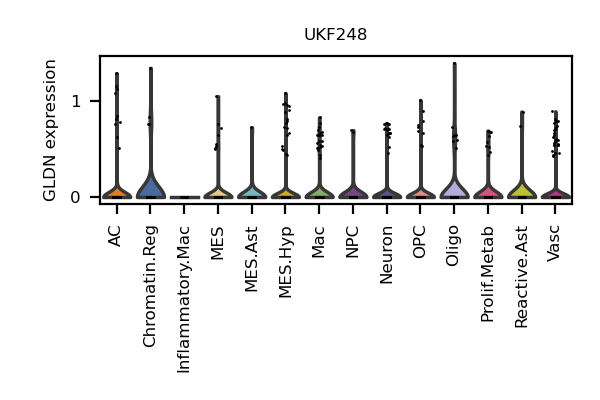 UKF248
GLDN expression
1
0
AC
Chromatin.Reg
Inflammatory.Mac
MES
MES.Ast
MES.Hyp
Mac
NPC
Neuron
OPC
Oligo
Prolif.Metab
Reactive.Ast
Vasc